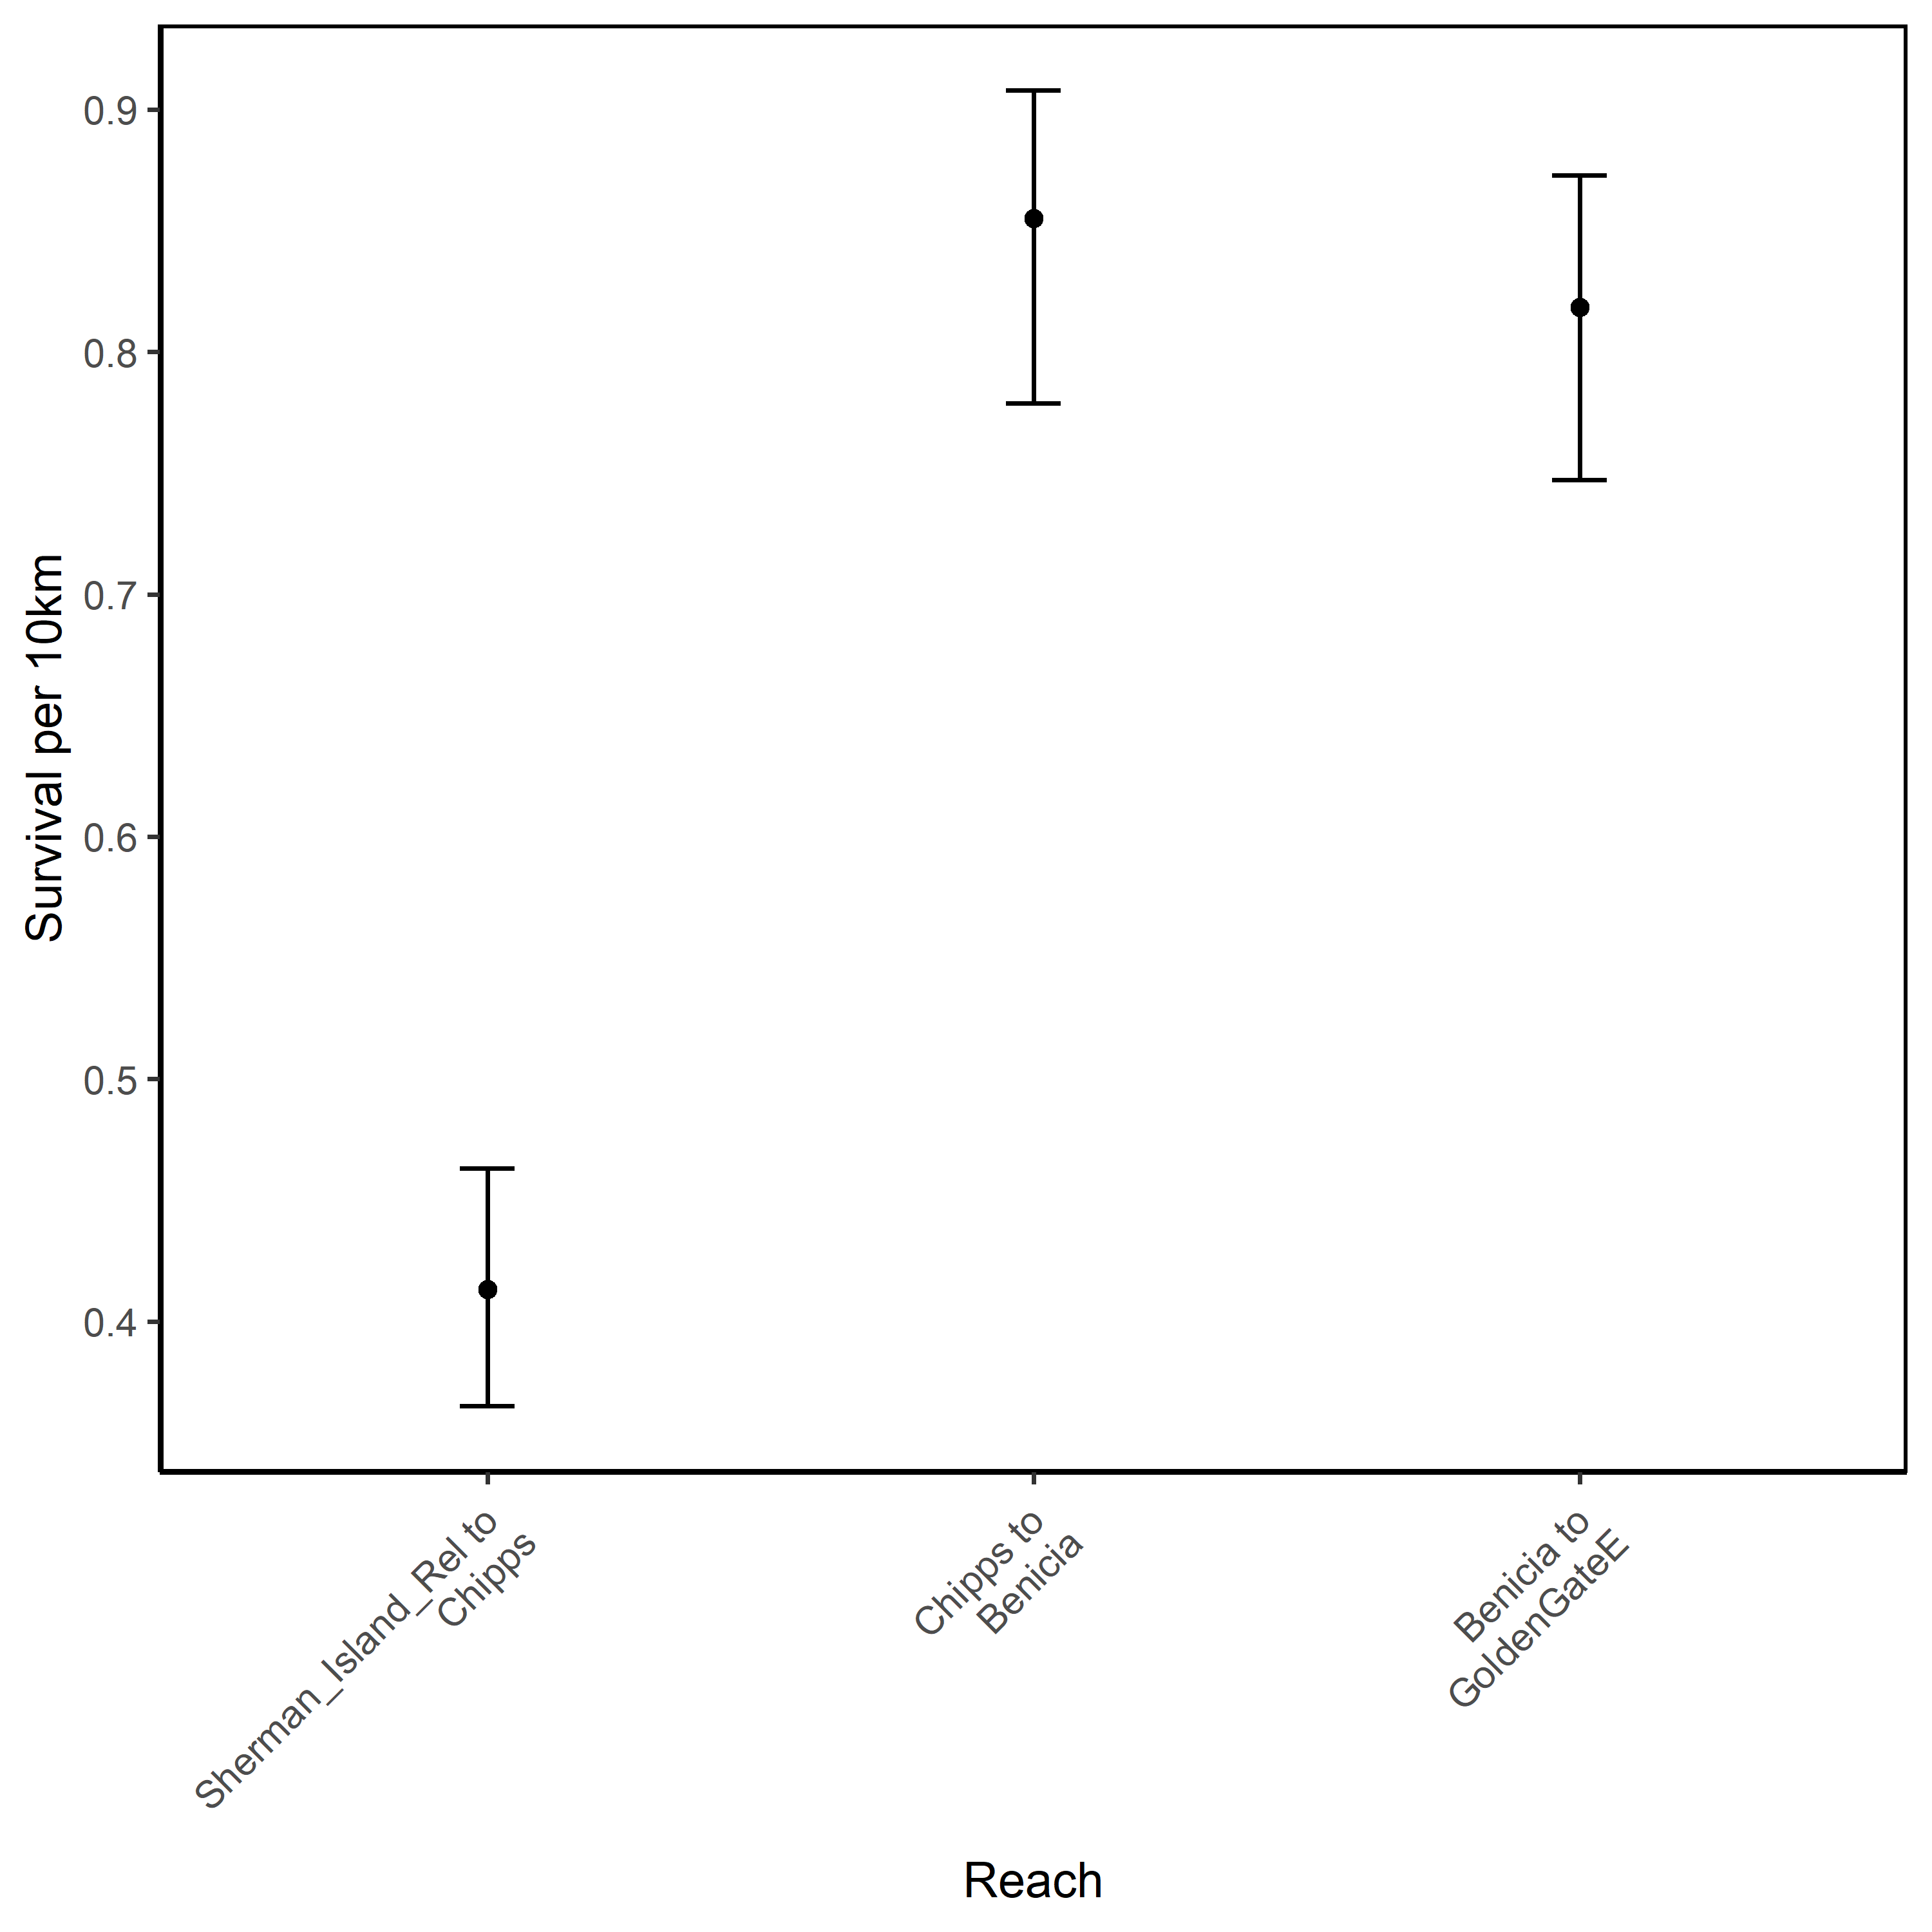 Survival per 10km
0.9
0.8
0.7
0.6
0.5
0.4
Sherman_Island_Rel to
Chipps
Chipps to
Benicia
Benicia to
GoldenGateE
Reach